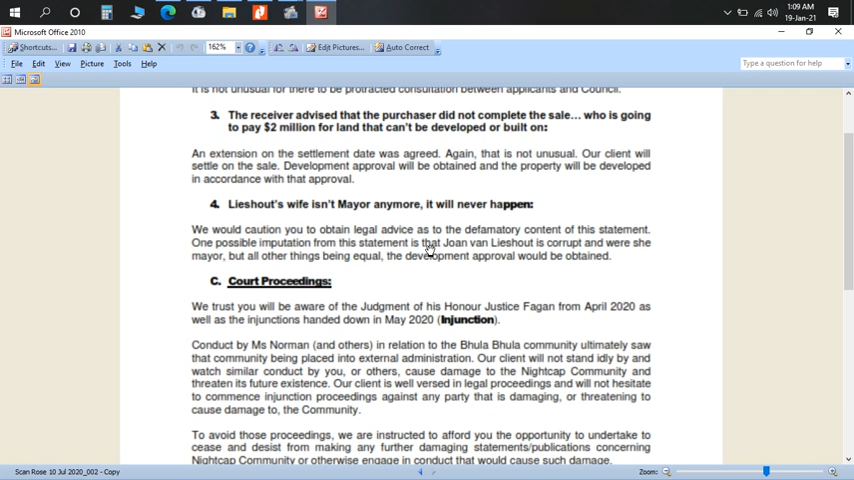 1:09 AM
19-Jan-21
Microsoft Office 2010
Shortcuts... 162% Edit Pictures... Auto Correct
File Edit View Picture Tools Help Type a question for help
It is not unusual for there to be protracted consultation between applicants and Council.
3. The receiver advised that the purchaser did not complete the sale... who is going
to pay $2 million for land that can't be developed or built on:
An extension on the settlement date was agreed. Again, that is not unusual. Our client will
settle on the sale. Development approval will be obtained and the property will be developed
in accordance with that approval.
4. Lieshout's wife isn't Mayor anymore, it will never happen:
We would caution you to obtain legal advice as to the defamatory content of this statement.
One possible imputation from this statement is that Joan van Lieshout is corrupt and were she
mayor, but all other things being equal, the development approval would be obtained.
C. Court Proceedings:
We trust you will be aware of the Judgment of his Honour Justice Fagan from April 2020 as
well as the injunctions handed down in May 2020 (Injunction).
Conduct by Ms Norman (and others) in relation to the Bhula Bhula community ultimately saw
that community being placed into external administration. Our client will not stand idly by and
watch similar conduct by you, or others, cause damage to the Nightcap Community and
threaten its future existence. Our client is well versed in legal proceedings and will not hesitate
to commence injunction proceedings against any party that is damaging, or threatening to
cause damage to, the Community.
To avoid those proceedings, we are instructed to afford you the opportunity to undertake to
cease and desist from making any further damaging statements/publications concerning
Nightcap Community or otherwise engage in conduct that would cause such damage.
Scan Rose 10 Jul 2020_002 - Copy Zoom: